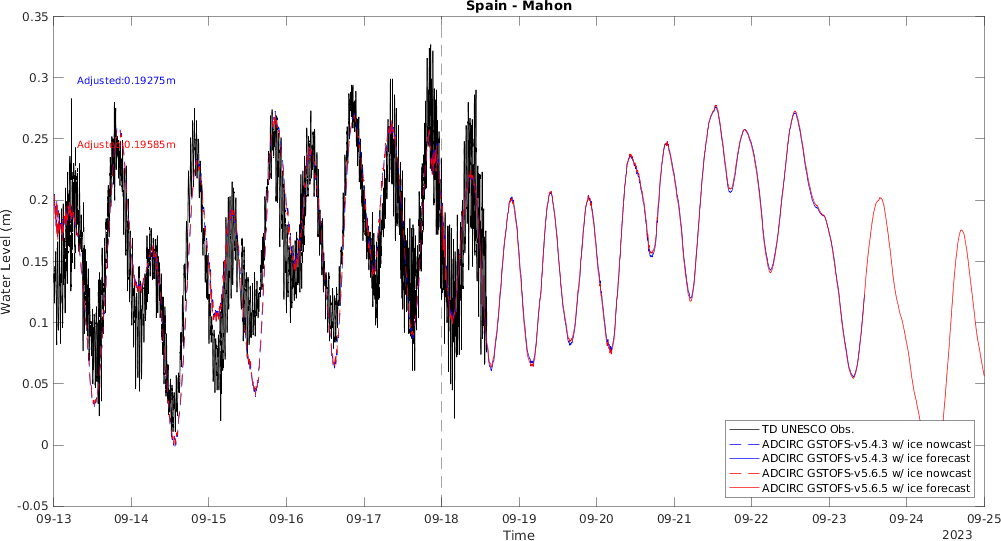 Spain - Mahon
0.35
0.3
0.25
0.2
0.15
0.1
0.05
0
-0.05
Water Level (m)
Adjusted:0.19275m
Adjusted:0.19585m
TD UNESCO Obs.
ADCIRC GSTOFS-v5.4.3 w/ ice nowcast
ADCIRC GSTOFS-v5.4.3 w/ ice forecast
ADCIRC GSTOFS-v5.6.5 w/ ice nowcast
ADCIRC GSTOFS-v5.6.5 w/ ice forecast
09-13 09-14 09-15 09-16 09-17 09-18 09-19 09-20 09-21 09-22 09-23 09-24 09-25
Time
2023